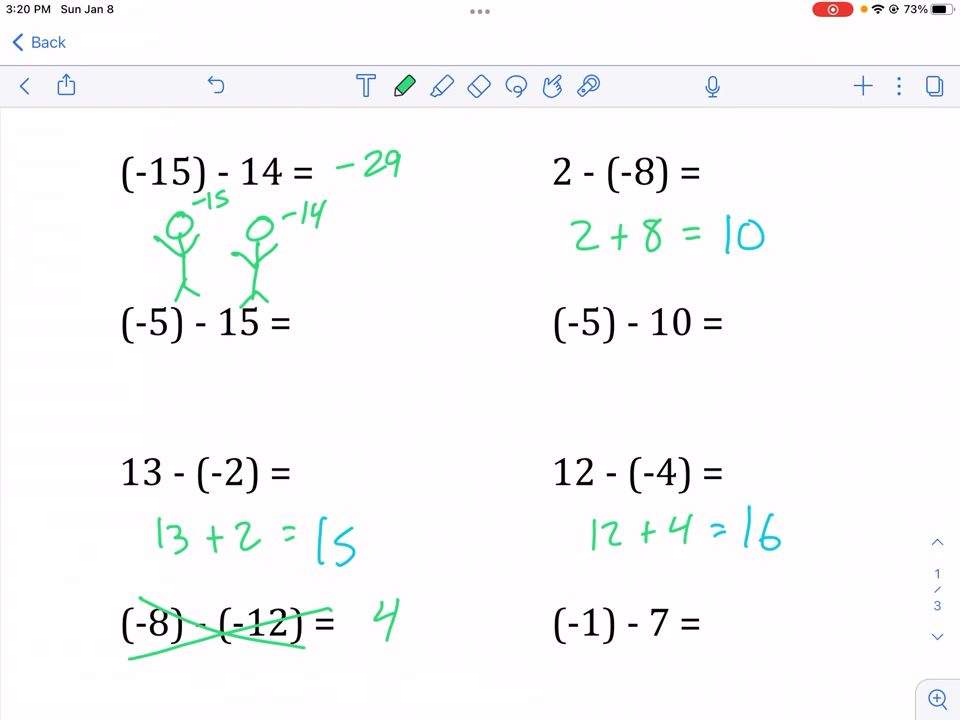 3:20 PM Sun Jan 8 73%
Back
T
(-15) - 14 = -29
-15 -14
2 - (-8) =
2 + 8 = 10
(-5) - 15 =
(-5) - 10 =
13 - (-2) =
13 + 2 = 15
12 - (-4) =
12 + 4 = 16
(-8) - (-12) = 4
(-1) - 7 =
1
/
3